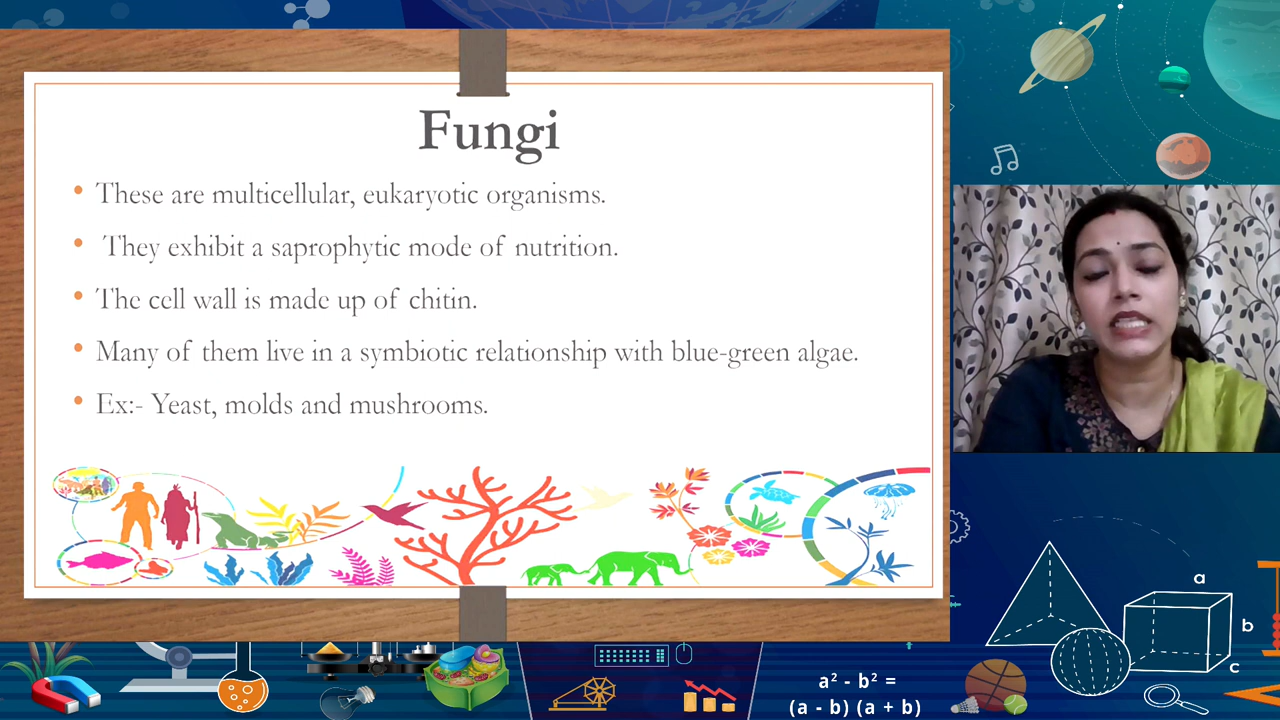 Fungi
These are multicellular, eukaryotic organisms.
They exhibit a saprophytic mode of nutrition.
The cell wall is made up of chitin.
Many of them live in a symbiotic relationship with blue-green algae.
Ex:- Yeast, molds and mushrooms.
a
b
c
a² - b² =
(a - b) (a + b)